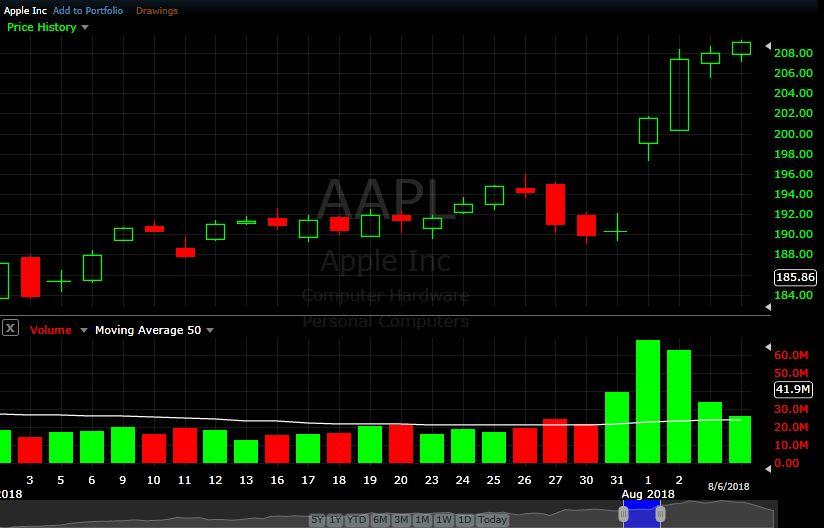 Apple Inc Add to Portfolio Drawings
Price History
208.00
206.00
204.00
202.00
200.00
198.00
196.00
194.00
192.00
190.00
188.00
185.86
184.00
AAPL
Apple Inc
Computer Hardware
Personal Computers
X Volume Moving Average 50
60.0M
50.0M
41.9M
30.0M
20.0M
10.0M
0.00
3 5 6 9 10 11 12 13 16 17 18 19 20 23 24 25 26 27 30 31 1 2 8/6/2018
2018 Aug 2018
5Y 1Y YTD 6M 3M 1M 1W 1D Today